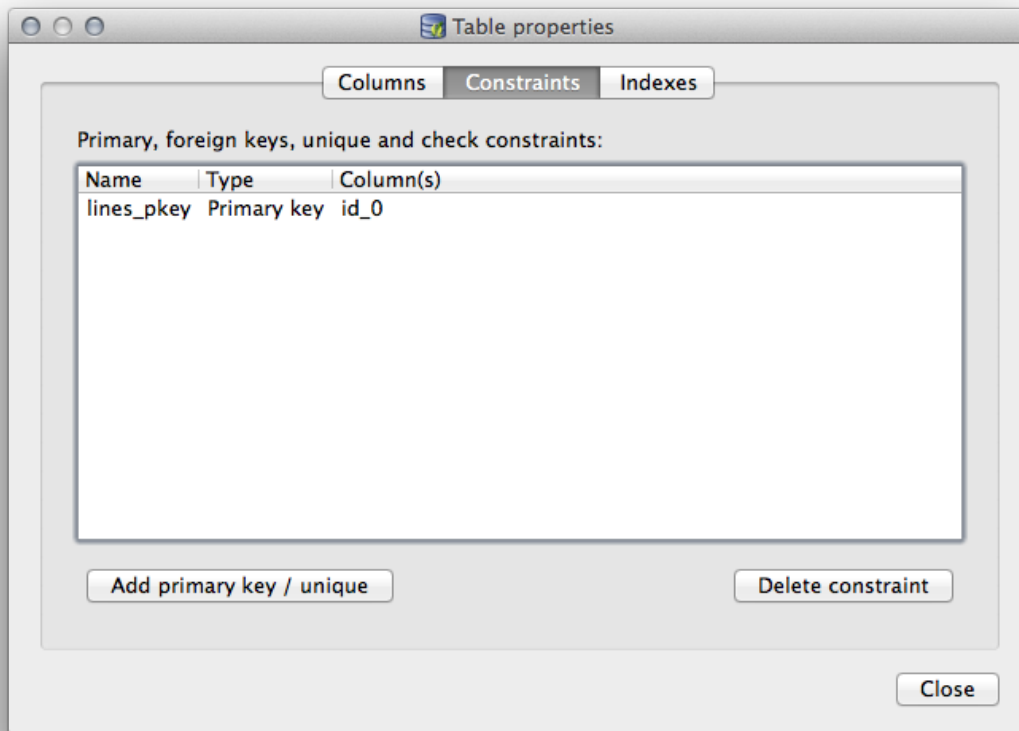 Table properties
Columns Constraints Indexes
Primary, foreign keys, unique and check constraints:
Name Type Column(s)
lines_pkey Primary key id_0
Add primary key / unique Delete constraint
Close